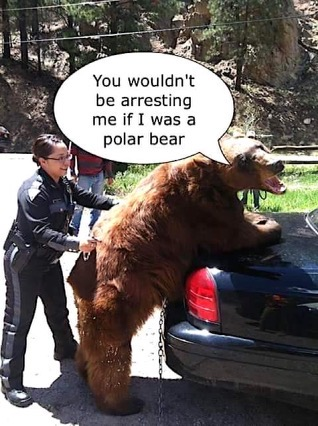 You wouldn't
be arresting
me if I was a
polar bear